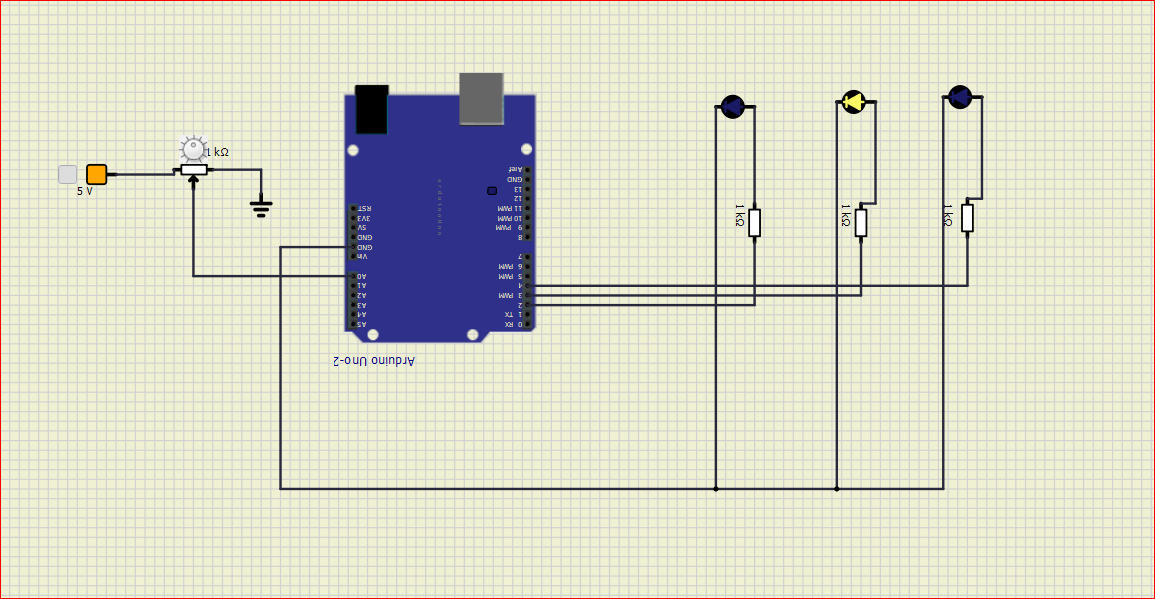 1 kΩ
5 V
Aref
GND
13
12
11 PWM
10 PWM
9 PWM
8
7
6 PWM
5 PWM
4
3 PWM
2
1 TX
0 RX
RST
3V3
5V
GND
GND
Vin
A0
A1
A2
A3
A4
A5
arduinoUno
Arduino Uno-2
1 kΩ
1 kΩ
1 kΩ